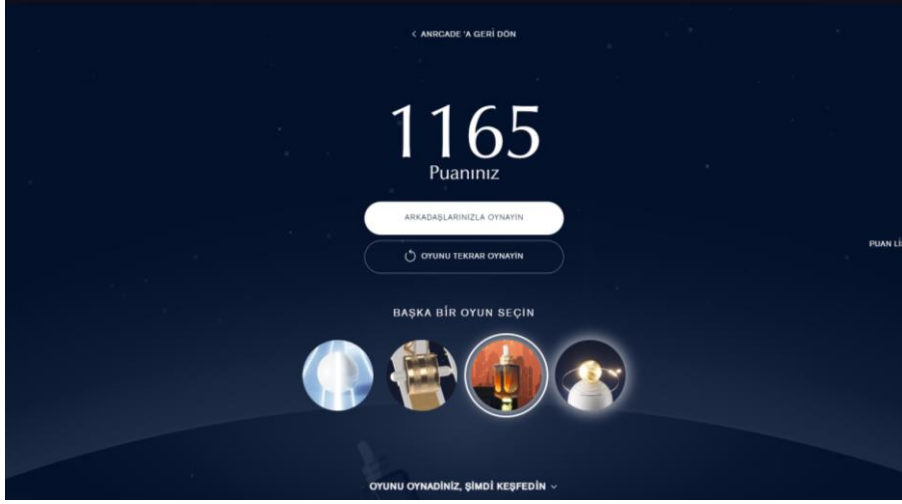 < ANRCADE 'A GERİ DÖN
1165
Puanınız
ARKADAŞLARINIZLA OYNAYIN
OYUNU TEKRAR OYNAYIN
PUAN
BAŞKA BİR OYUN SEÇİN
OYUNU OYNADINIZ, ŞİMDİ KEŞFEDİN